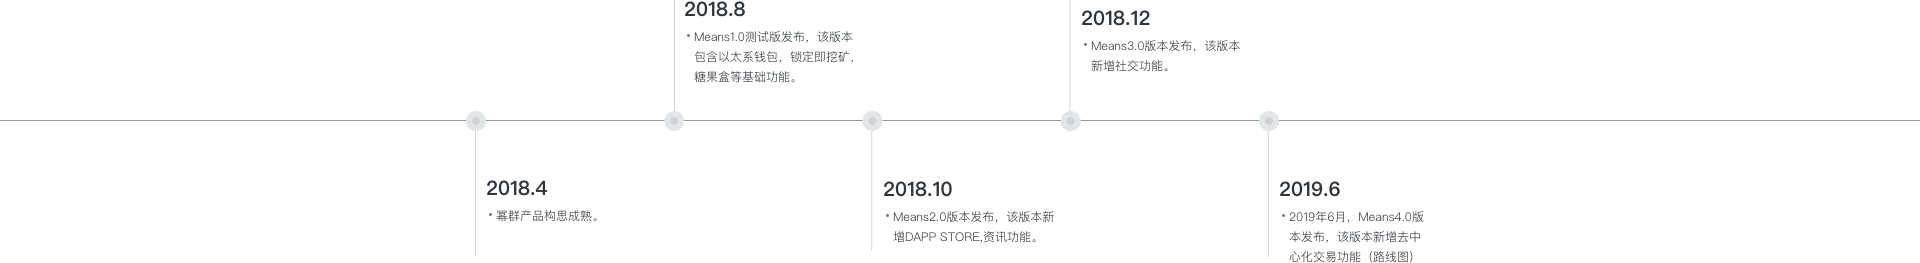 2018.8
• Means1.0测试版发布，该版本
包含以太系钱包，锁定即挖矿，
糖果盒等基础功能。
2018.12
• Means3.0版本发布，该版本
新增社交功能。
2018.4
• 幂群产品构思成熟。
2018.10
• Means2.0版本发布，该版本新
增DAPP STORE,资讯功能。
2019.6
• 2019年6月，Means4.0版
本发布，该版本新增去中
心化交易功能（路线图）